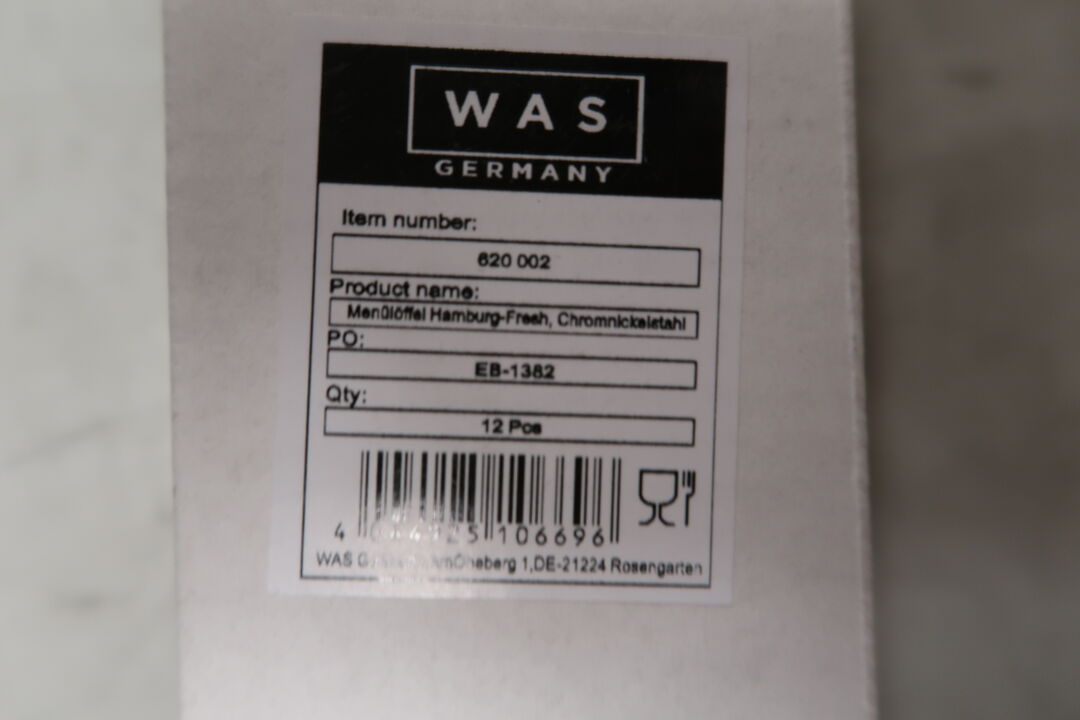 WAS
GERMANY
Item number:
620 002
Product name:
Menülöffel Hamburg-Fresh, Chromnickelstahl
PO:
EB-1382
Qty:
12 Pcs
4 106696
WAS 1,DE-21224 Rosengarten